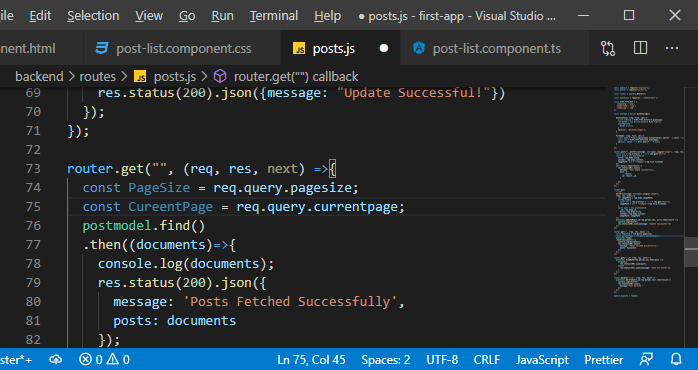 File Edit Selection View Go Run Terminal Help posts.js - first-app - Visual Studio ...
nent.html post-list.component.css JS posts.js post-list.component.ts
backend > routes > JS posts.js > router.get("") callback
69 res.status(200).json({message: "Update Successful!"})
70 });
71 });
72
73 router.get("", (req, res, next) =>{
74 const PageSize = req.query.pagesize;
75 const CureentPage = req.query.currentpage;
76 postmodel.find()
77 .then((documents)=>{
78 console.log(documents);
79 res.status(200).json({
80 message: 'Posts Fetched Successfully',
81 posts: documents
82 });
ster*+ 0 0 Ln 75, Col 45 Spaces: 2 UTF-8 CRLF JavaScript Prettier